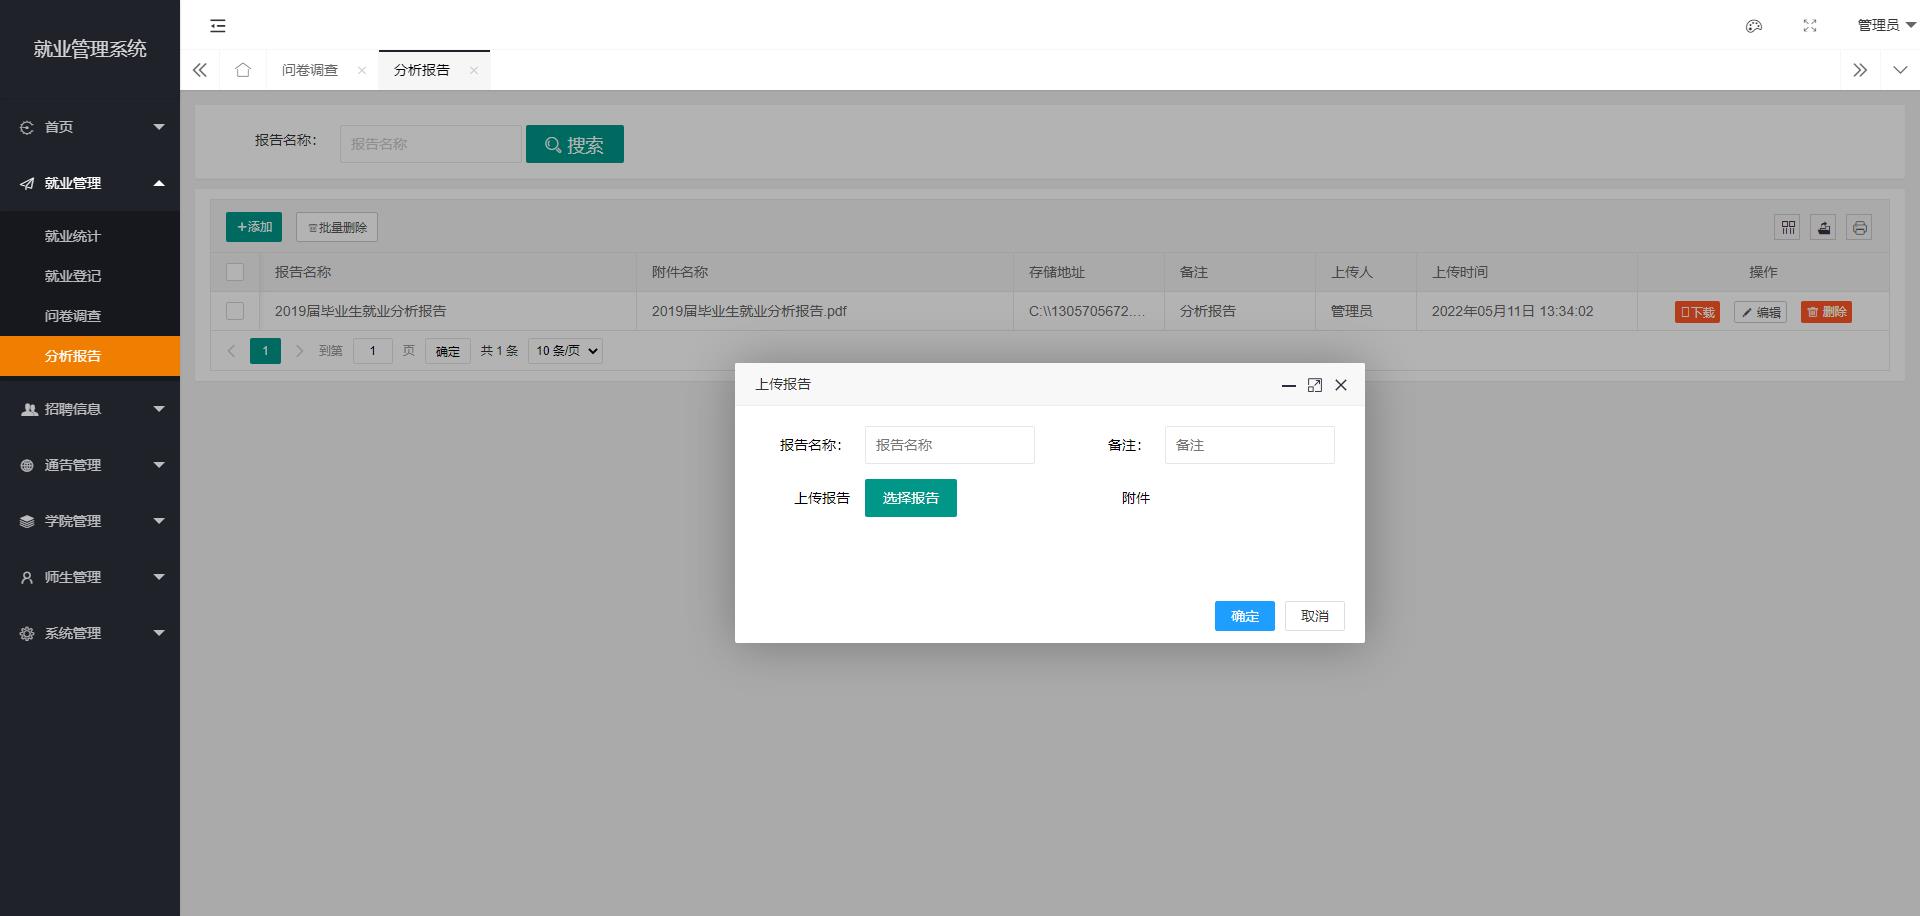 就业管理系统
首页
就业管理
就业统计
就业登记
问卷调查
分析报告
招聘信息
通告管理
学院管理
师生管理
系统管理
管理员
问卷调查
分析报告
报告名称：
报告名称
搜索
添加
批量删除
报告名称 附件名称 存储地址 备注 上传人 上传时间 操作
2019届毕业生就业分析报告 2019届毕业生就业分析报告.pdf C:\\1305705672.... 分析报告 管理员 2022年05月11日 13:34:02 下载 编辑 删除
1 到第 1 页 确定 共 1 条 10 条/页
上传报告
报告名称： 报告名称 备注： 备注
上传报告 选择报告 附件
确定 取消